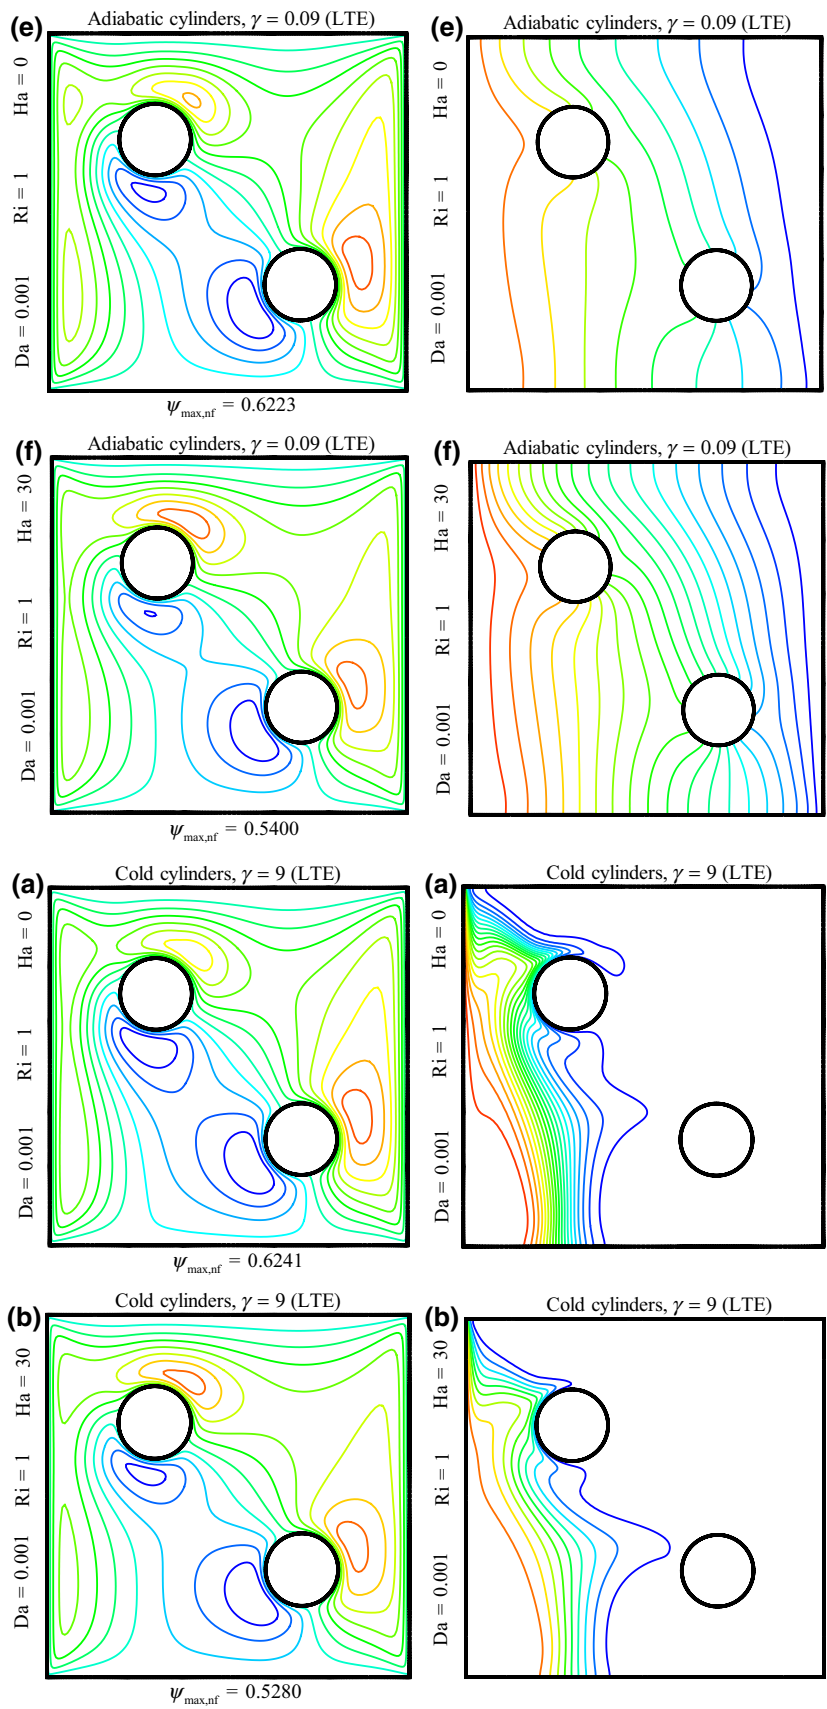 (e) Adiabatic cylinders, γ = 0.09 (LTE)
Da = 0.001 Ri = 1 Ha = 0
ψmax,nf = 0.6223
(e) Adiabatic cylinders, γ = 0.09 (LTE)
Da = 0.001 Ri = 1 Ha = 0
(f) Adiabatic cylinders, γ = 0.09 (LTE)
Da = 0.001 Ri = 1 Ha = 30
ψmax,nf = 0.5400
(f) Adiabatic cylinders, γ = 0.09 (LTE)
Da = 0.001 Ri = 1 Ha = 30
(a) Cold cylinders, γ = 9 (LTE)
Da = 0.001 Ri = 1 Ha = 0
ψmax,nf = 0.6241
(a) Cold cylinders, γ = 9 (LTE)
Da = 0.001 Ri = 1 Ha = 0
(b) Cold cylinders, γ = 9 (LTE)
Da = 0.001 Ri = 1 Ha = 30
ψmax,nf = 0.5280
(b) Cold cylinders, γ = 9 (LTE)
Da = 0.001 Ri = 1 Ha = 30